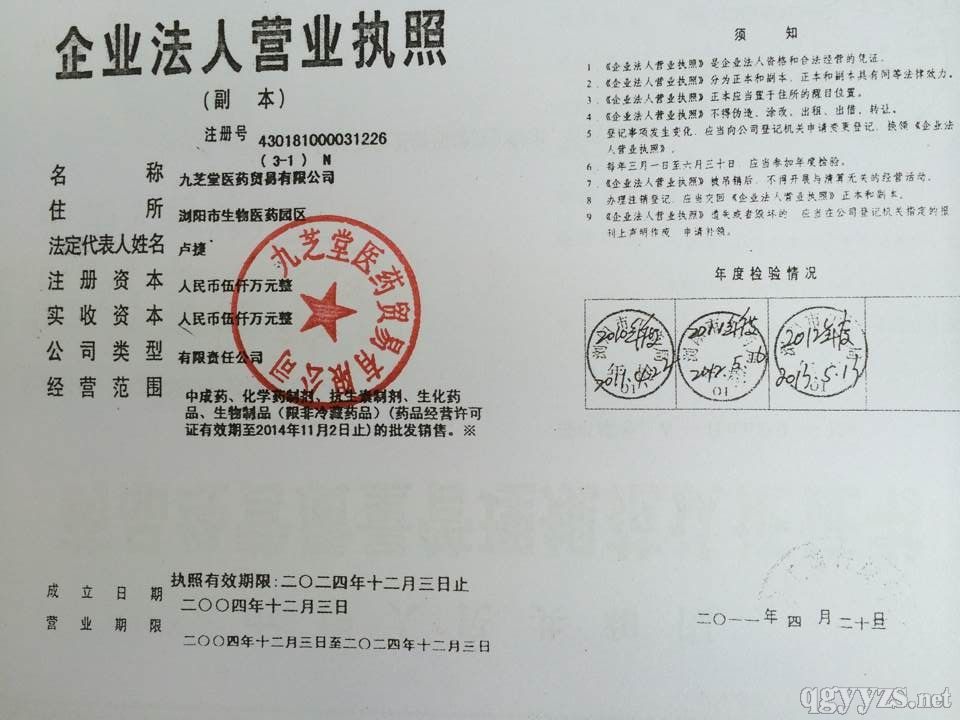 企业法人营业执照
(副 本)
注册号 430181000031226
(3-1) N
名 称 九芝堂医药贸易有限公司
住 所 浏阳市生物医药园区
法定代表人姓名 卢捷
注册资本 人民币伍仟万元整
实收资本 人民币伍仟万元整
公司类型 有限责任公司
经营范围
中成药、化学药制剂、抗生素制剂、生化药
品、生物制品（限非冷藏药品）（药品经营许可
证有效期至2014年11月2日止）的批发销售。※
九芝堂医药贸易有限公司
执照有效期限:二〇二四年十二月三日止
成立日期 二〇〇四年十二月三日
营业期限 二〇〇四年十二月三日至二〇二四年十二月三日
须 知
1 《企业法人营业执照》是企业法人资格和合法经营的凭证.
2 《企业法人营业执照》分为正本和副本，正本和副本具有同等法律效力。
3 《企业法人营业执照》正本应当置于住所的醒目位置。
4 《企业法人营业执照》不得伪造、涂改、出租、出借、转让。
5 登记事项发生变化，应当向公司登记机关申请变更登记，换领《企业法
人营业执照》。
6 每年三月一日至六月三十日，应当参加年度检验。
7 《企业法人营业执照》被吊销后，不得开展与清算无关的经营活动。
8 办理注销登记，应当交回《企业法人营业执照》正本和副本。
9 《企业法人营业执照》遗失或者毁坏的 应当在公司登记机关指定的报
刊上声明作废 申请补领。
年度检验情况
2010年度
2011年度
2012.5.16
2012年度
2013.5.13
二〇一一年四月二十日
qgyyzs.net